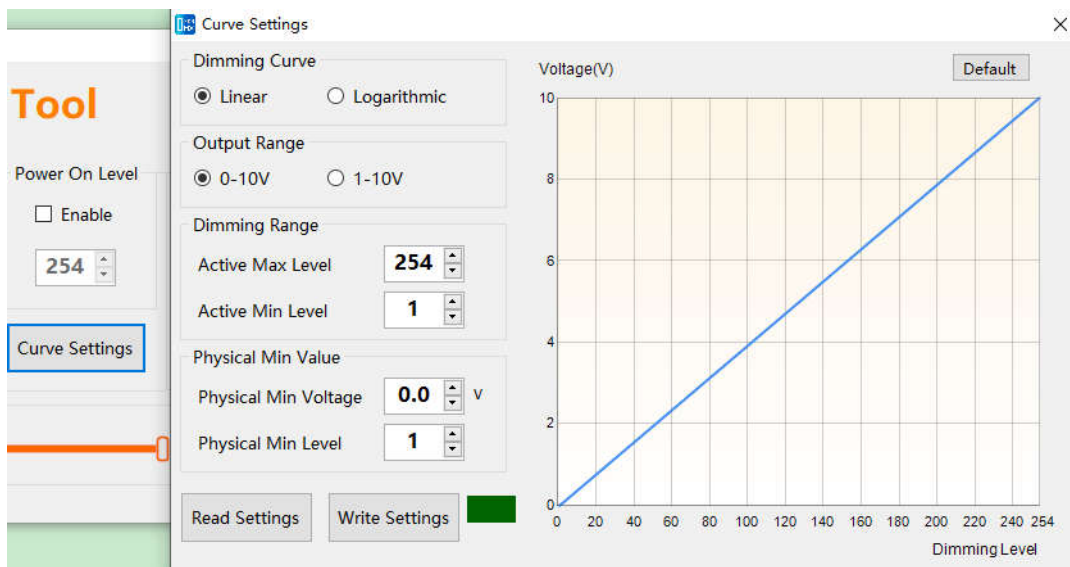 Curve Settings
Tool
Power On Level
Enable
254
Curve Settings
Dimming Curve
Linear
Logarithmic
Output Range
0-10V
1-10V
Dimming Range
Active Max Level
254
Active Min Level
1
Physical Min Value
Physical Min Voltage
0.0
v
Physical Min Level
1
Read Settings
Write Settings
Voltage(V)
Default
10
8
6
4
2
0
0 20 40 60 80 100 120 140 160 180 200 220 240 254
Dimming Level